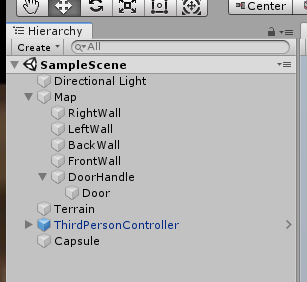 Center
Hierarchy
Create
All
SampleScene
Directional Light
Map
RightWall
LeftWall
BackWall
FrontWall
DoorHandle
Door
Terrain
ThirdPersonController
Capsule